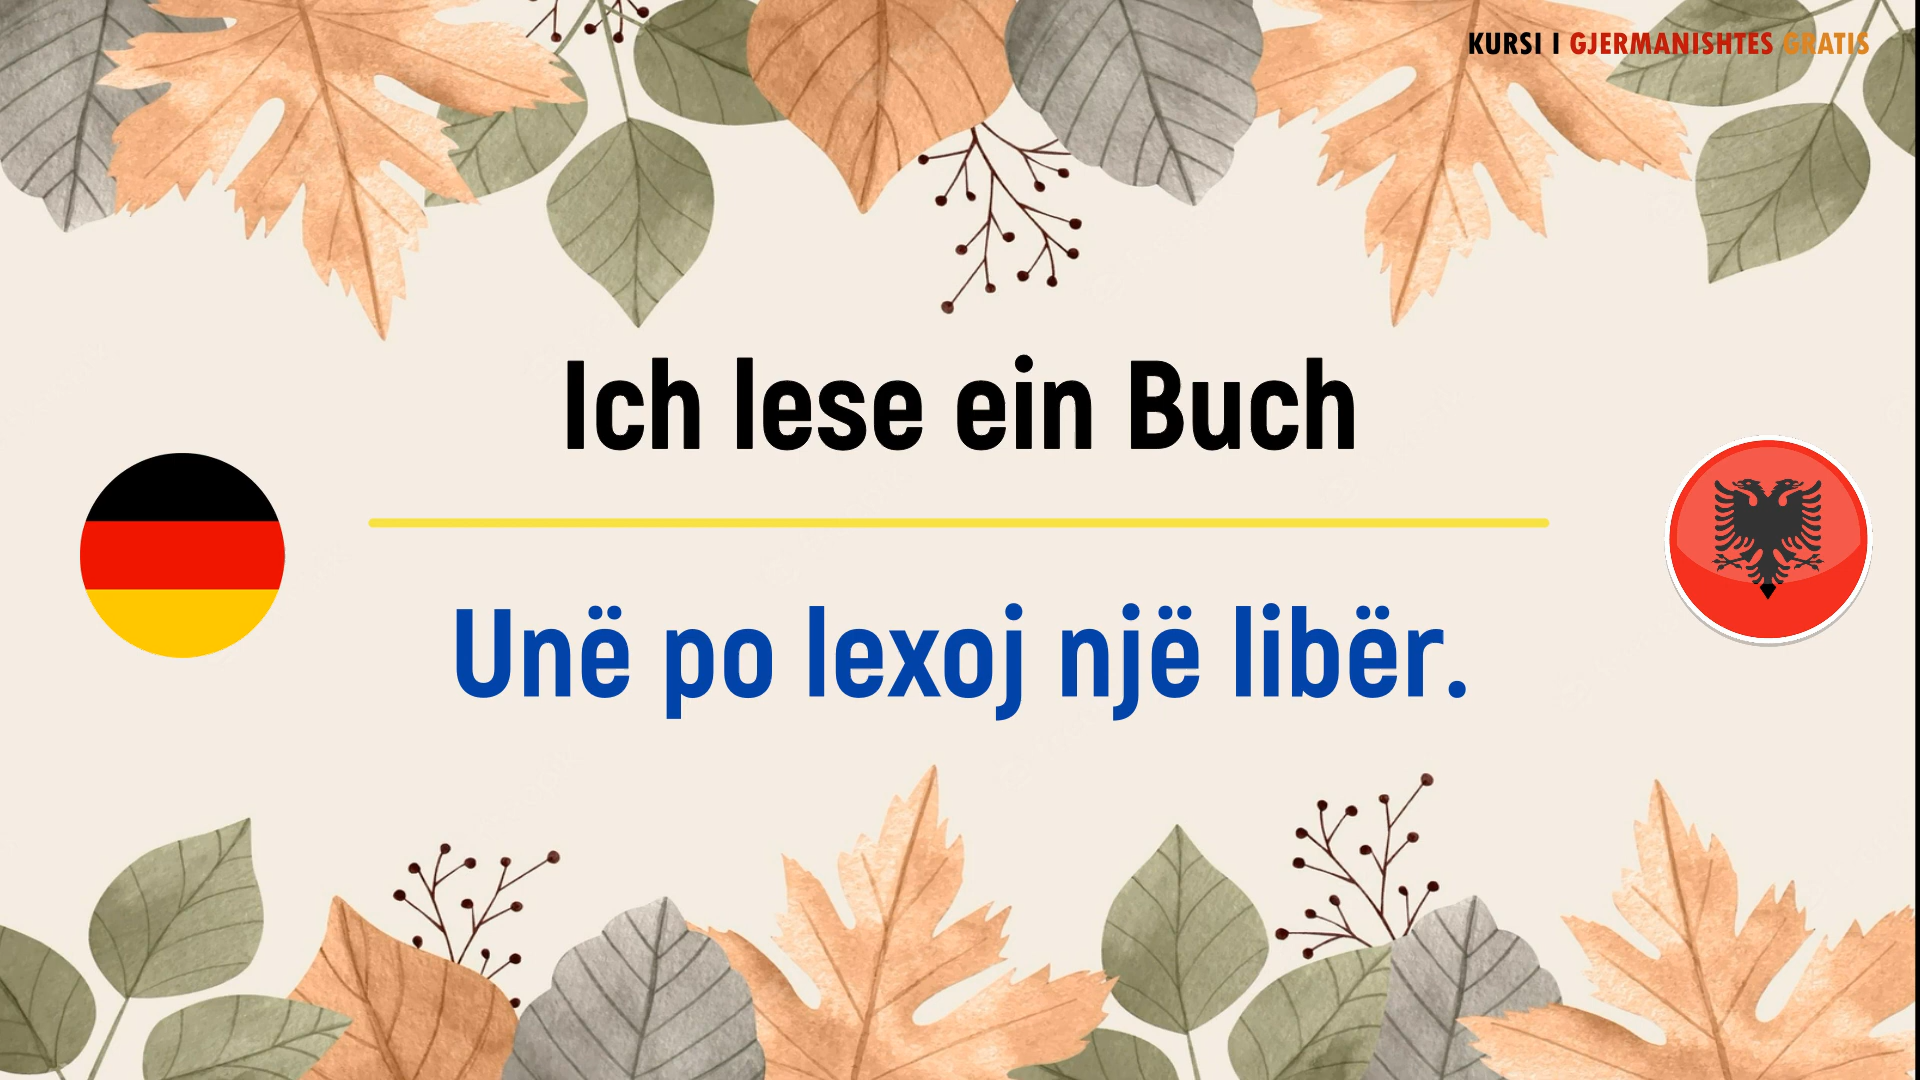 KURSI I GJERMANISHTES GRATIS
Ich lese ein Buch
Unë po lexoj një libër.